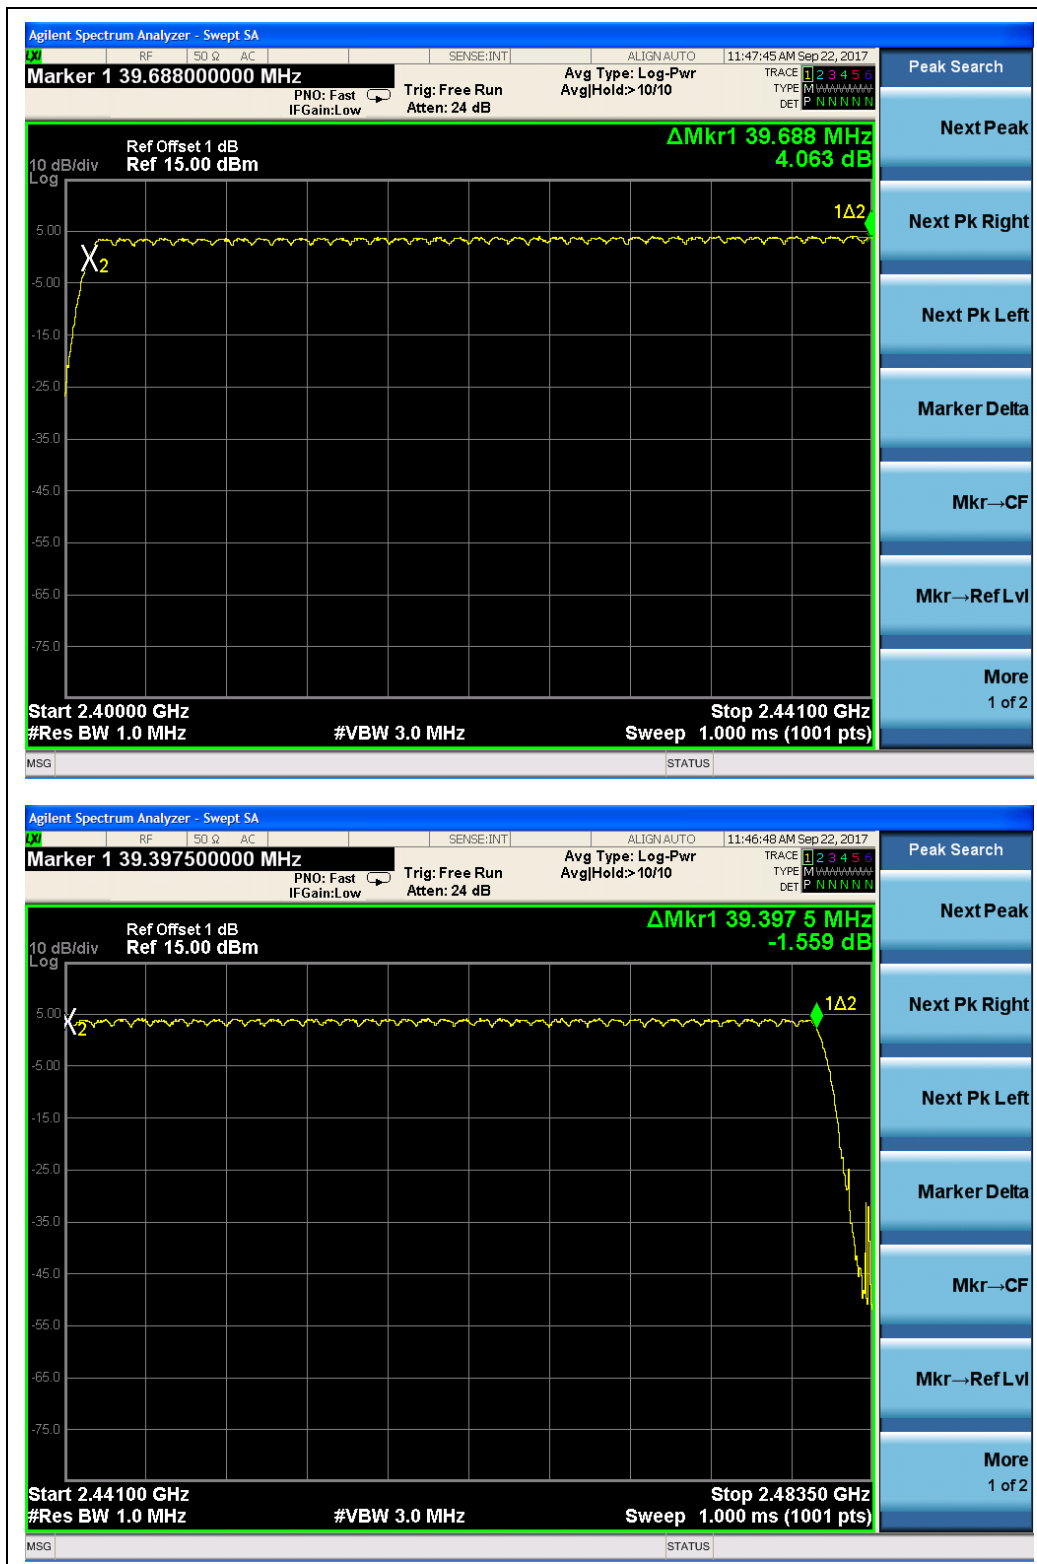 Agilent Spectrum Analyzer - Swept SA
LXI RF 50 Ω AC SENSE:INT ALIGN AUTO 11:47:45 AM Sep 22, 2017
Marker 1 39.688000000 MHz
PNO: Fast
IFGain:Low
Trig: Free Run
Atten: 24 dB
Avg Type: Log-Pwr
Avg|Hold:>10/10
TRACE 1 2 3 4 5 6
TYPE M
DET P N N N N N
Ref Offset 1 dB
Ref 15.00 dBm
10 dB/div
Log
ΔMkr1 39.688 MHz
4.063 dB
1Δ2
2
5.00
-5.00
-15.0
-25.0
-35.0
-45.0
-55.0
-65.0
-75.0
Start 2.40000 GHz
#Res BW 1.0 MHz
#VBW 3.0 MHz
Stop 2.44100 GHz
Sweep 1.000 ms (1001 pts)
MSG
STATUS
Peak Search
Next Peak
Next Pk Right
Next Pk Left
Marker Delta
Mkr→CF
Mkr→Ref Lvl
More
1 of 2
Agilent Spectrum Analyzer - Swept SA
LXI RF 50 Ω AC SENSE:INT ALIGN AUTO 11:46:48 AM Sep 22, 2017
Marker 1 39.397500000 MHz
PNO: Fast
IFGain:Low
Trig: Free Run
Atten: 24 dB
Avg Type: Log-Pwr
Avg|Hold:>10/10
TRACE 1 2 3 4 5 6
TYPE M
DET P N N N N N
Ref Offset 1 dB
Ref 15.00 dBm
10 dB/div
Log
ΔMkr1 39.397 5 MHz
-1.559 dB
1Δ2
2
5.00
-5.00
-15.0
-25.0
-35.0
-45.0
-55.0
-65.0
-75.0
Start 2.44100 GHz
#Res BW 1.0 MHz
#VBW 3.0 MHz
Stop 2.48350 GHz
Sweep 1.000 ms (1001 pts)
MSG
STATUS
Peak Search
Next Peak
Next Pk Right
Next Pk Left
Marker Delta
Mkr→CF
Mkr→Ref Lvl
More
1 of 2